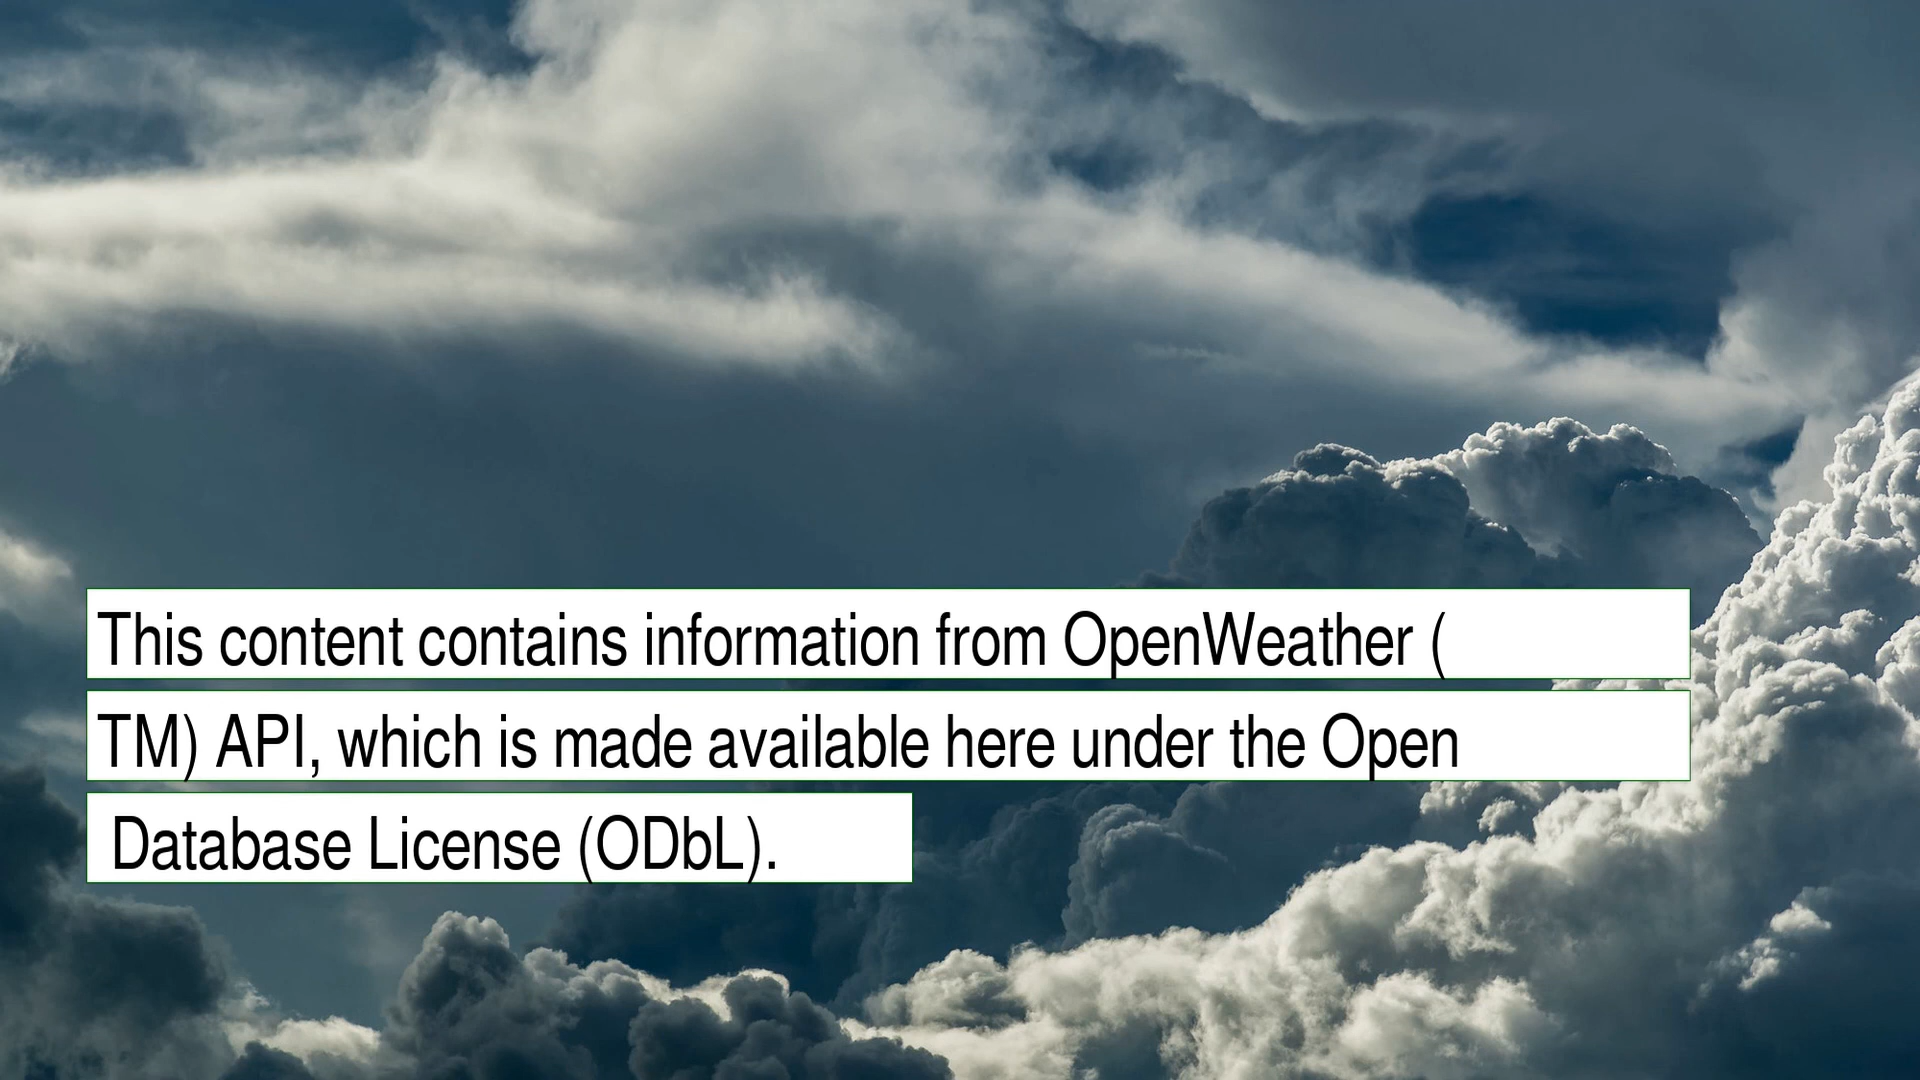 This content contains information from OpenWeather (
TM) API, which is made available here under the Open
Database License (ODbL).